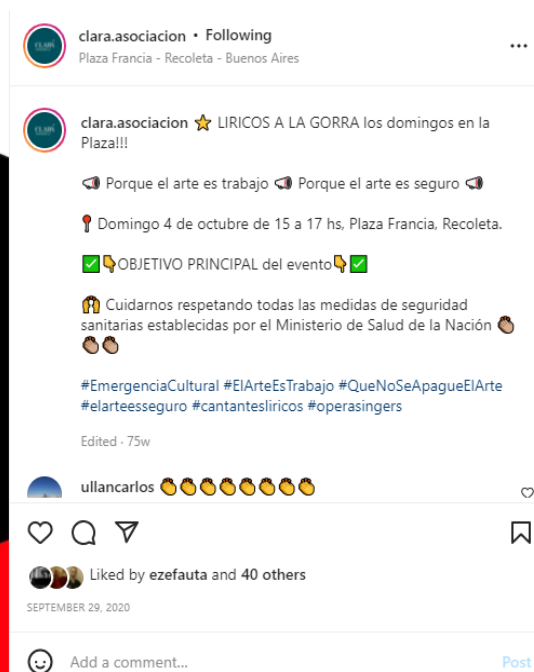 clara.asociacion • Following
Plaza Francia - Recoleta - Buenos Aires
clara.asociacion ⭐ LIRICOS A LA GORRA los domingos en la
Plaza!!!
📢 Porque el arte es trabajo 📢 Porque el arte es seguro 📢
📍 Domingo 4 de octubre de 15 a 17 hs, Plaza Francia, Recoleta.
✅👇OBJETIVO PRINCIPAL del evento👇✅
🙌 Cuidarnos respetando todas las medidas de seguridad
sanitarias establecidas por el Ministerio de Salud de la Nación 👏
👏👏
#EmergenciaCultural #ElArteEsTrabajo #QueNoSeApagueElArte
#elarteesseguro #cantantesliricos #operasingers
Edited · 75w
ullancarlos 👏👏👏👏👏👏👏👏
Liked by ezefauta and 40 others
SEPTEMBER 29, 2020
Add a comment...
Post